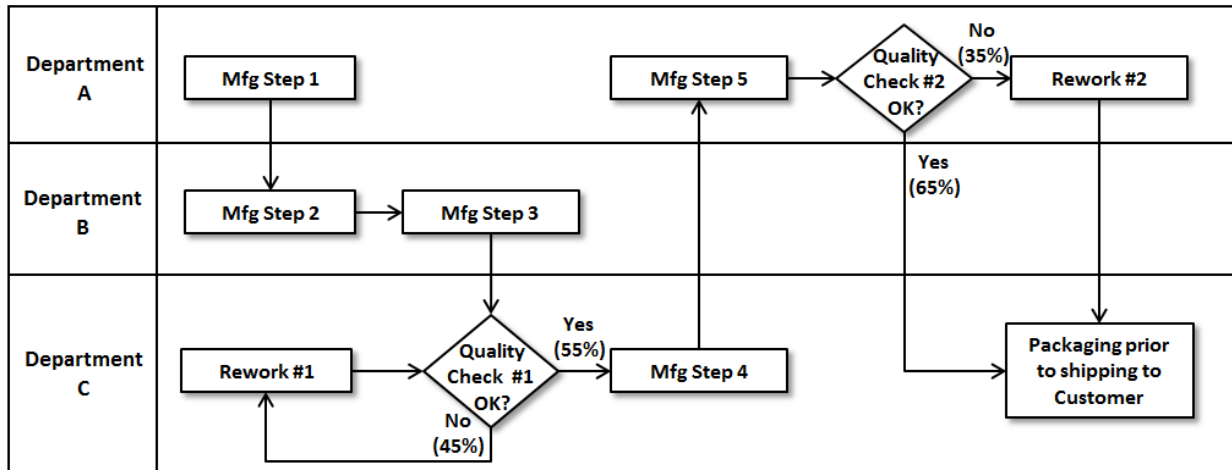 Department
A
Mfg Step 1
Mfg Step 5
Quality
Check #2
OK?
No
(35%)
Rework #2
Yes
(65%)
Department
B
Mfg Step 2
Mfg Step 3
Department
C
Rework #1
Quality
Check #1
OK?
No
(45%)
Yes
(55%)
Mfg Step 4
Packaging prior
to shipping to
Customer